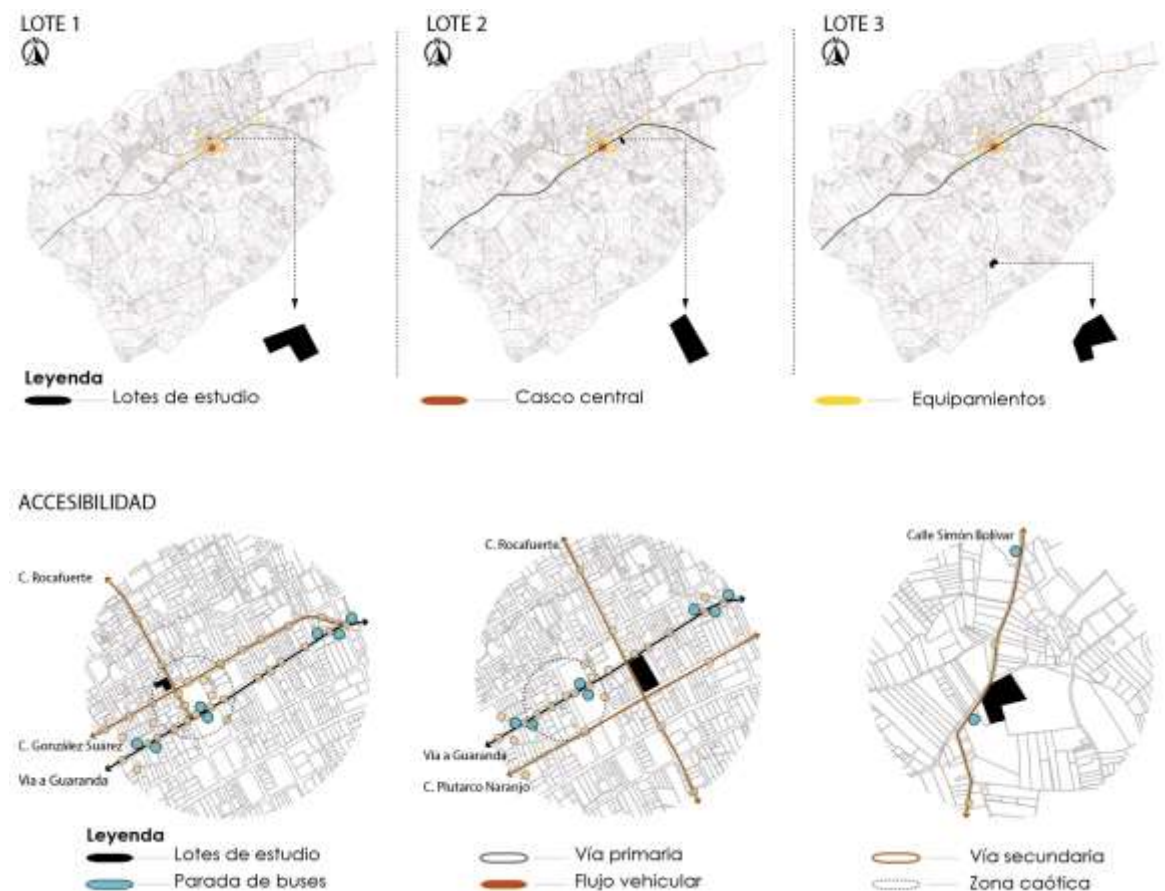 LOTE 1
N
LOTE 2
N
LOTE 3
N
Leyenda
Lotes de estudio
Casco central
Equipamientos
ACCESIBILIDAD
C. Rocafuerte
C. González Suárez
Via a Guaranda
C. Rocafuerte
Via a Guaranda
C. Plutarco Naranjo
Calle Simón Bolívar
Leyenda
Lotes de estudio
Vía primaria
Vía secundaria
Parada de buses
Flujo vehicular
Zona caótica